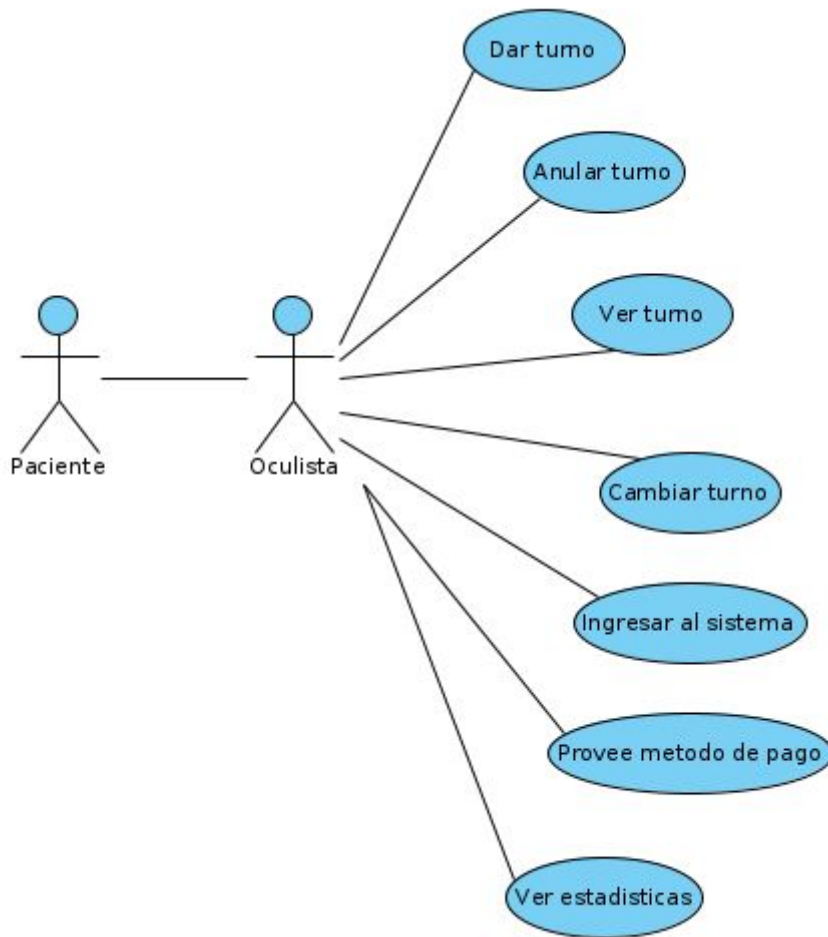 Dar turno
Anular turno
Ver turno
Paciente
Oculista
Cambiar turno
Ingresar al sistema
Provee metodo de pago
Ver estadisticas